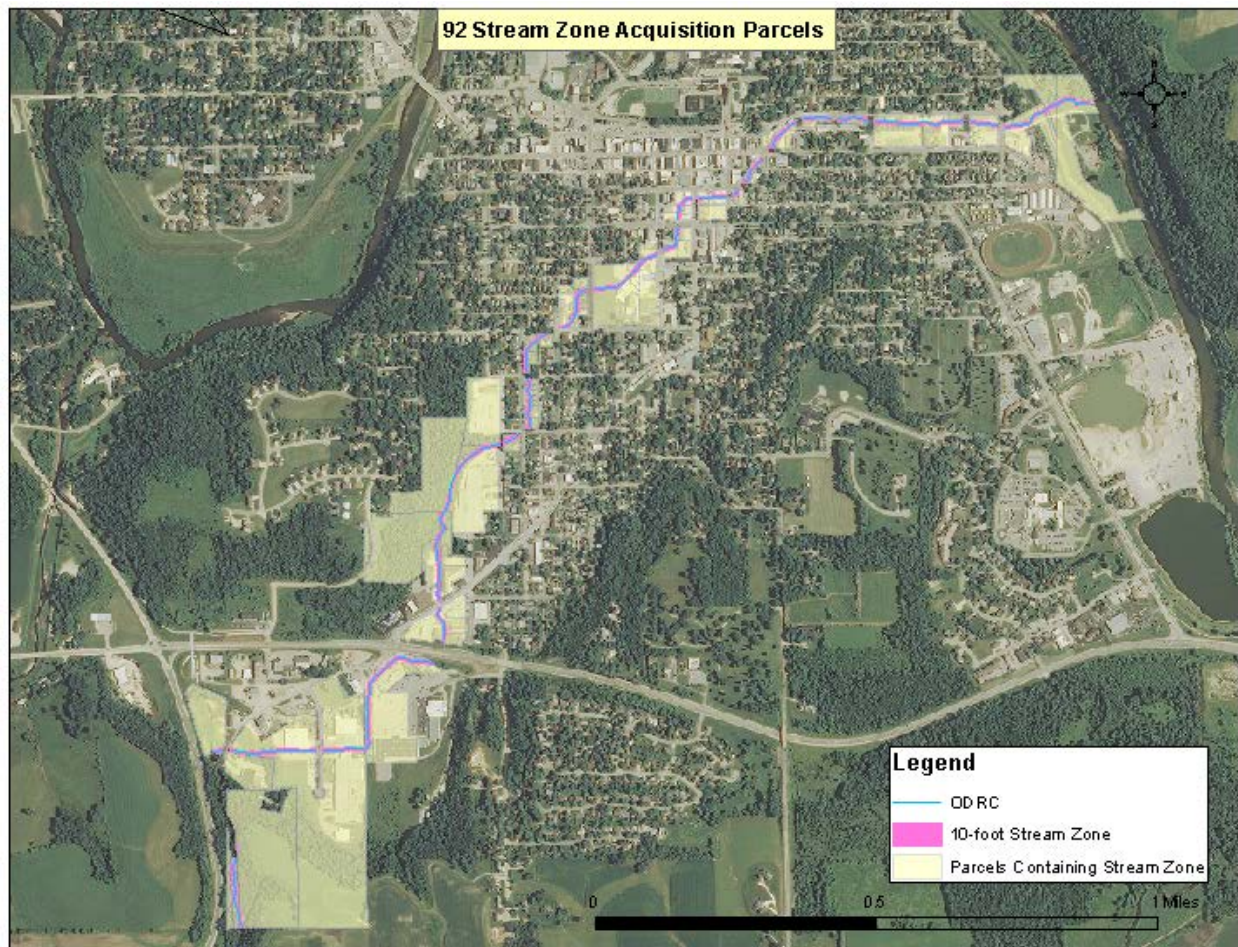 92 Stream Zone Acquisition Parcels
Legend
ODRC
10-foot Stream Zone
Parcels Containing Stream Zone
0 0.5 1 Miles